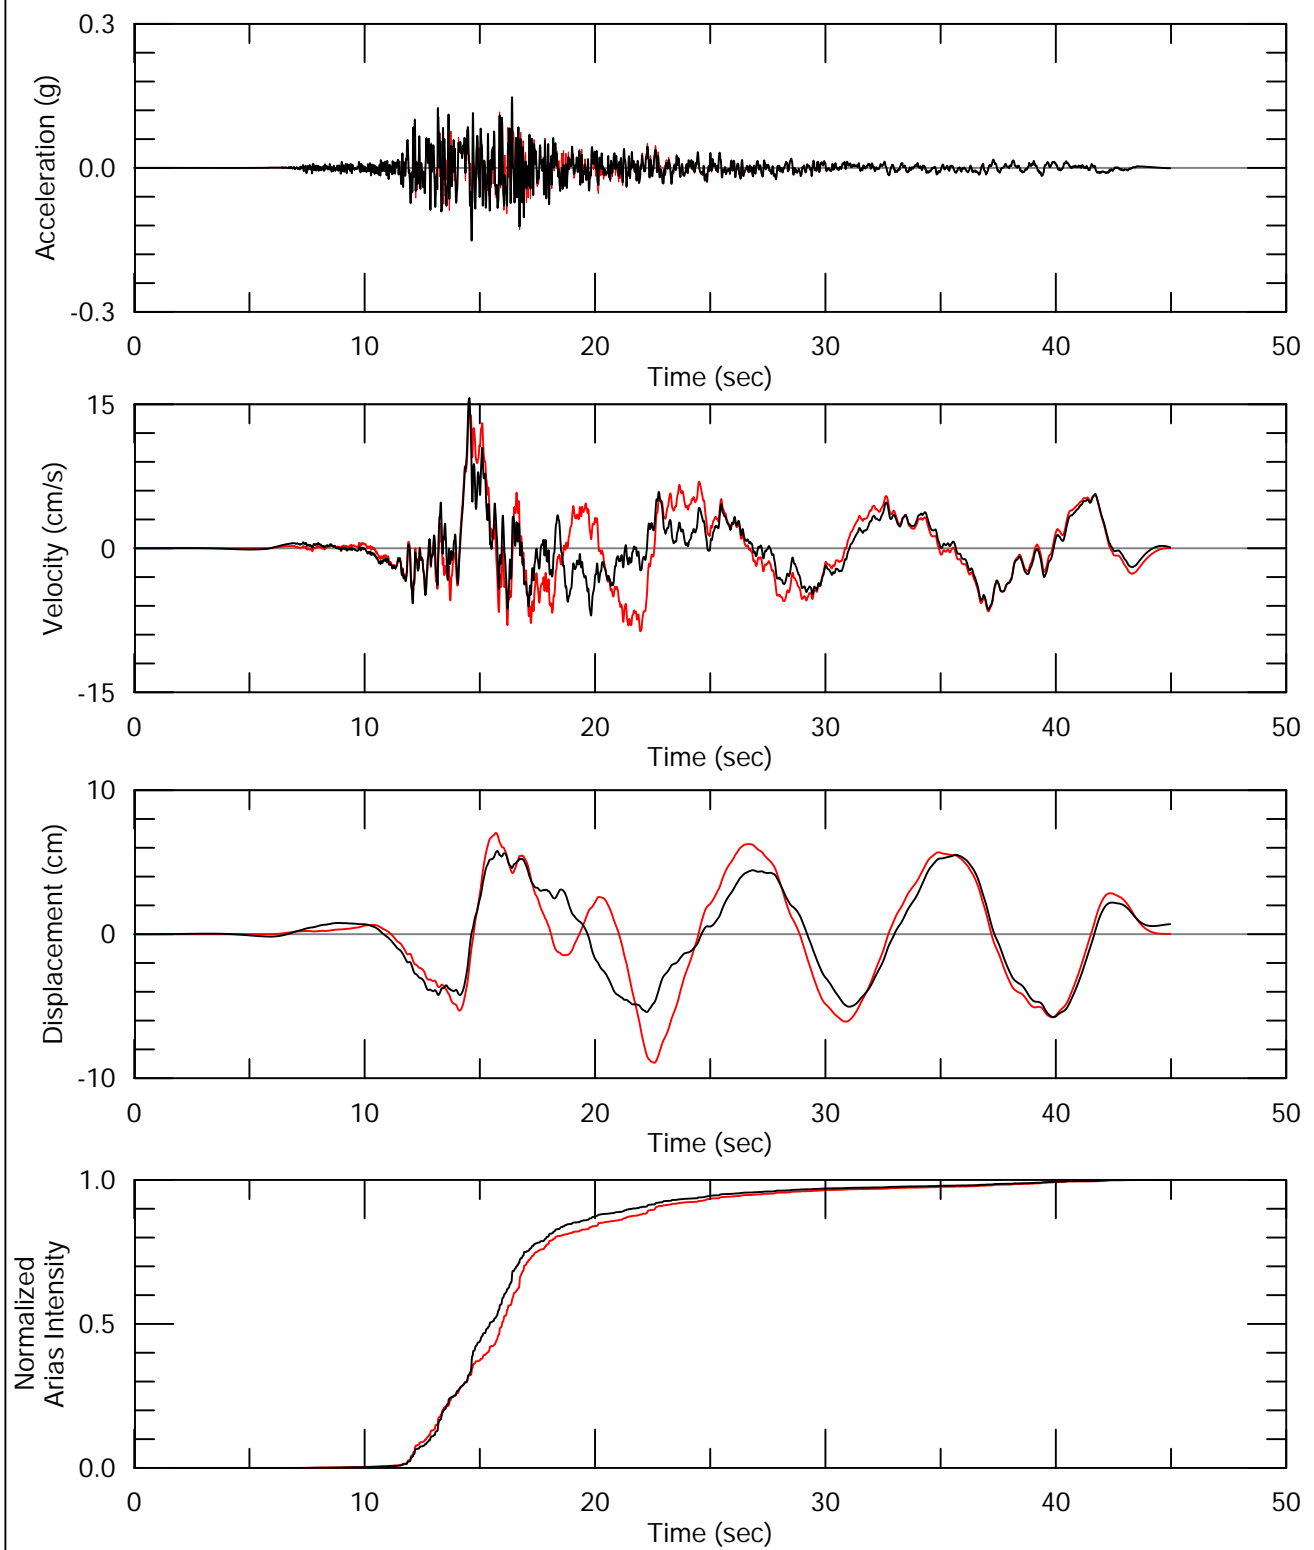 0.3
0.0
-0.3
Acceleration (g)
0 10 20 30 40 50
Time (sec)
15
0
-15
Velocity (cm/s)
0 10 20 30 40 50
Time (sec)
10
0
-10
Displacement (cm)
0 10 20 30 40 50
Time (sec)
1.0
0.5
0.0
Normalized
Arias Intensity
0 10 20 30 40 50
Time (sec)